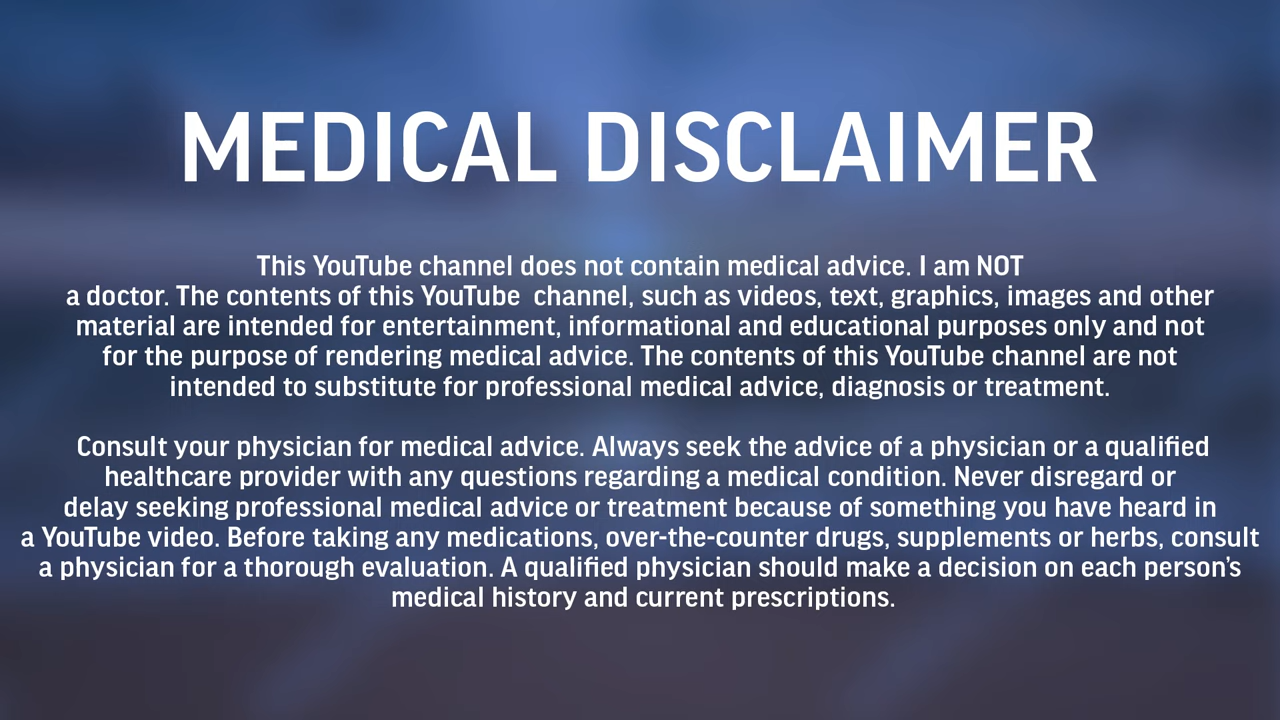 MEDICAL DISCLAIMER
This YouTube channel does not contain medical advice. I am NOT
a doctor. The contents of this YouTube  channel, such as videos, text, graphics, images and other
material are intended for entertainment, informational and educational purposes only and not
for the purpose of rendering medical advice. The contents of this YouTube channel are not
intended to substitute for professional medical advice, diagnosis or treatment.
Consult your physician for medical advice. Always seek the advice of a physician or a qualified
healthcare provider with any questions regarding a medical condition. Never disregard or
delay seeking professional medical advice or treatment because of something you have heard in
a YouTube video. Before taking any medications, over-the-counter drugs, supplements or herbs, consult
a physician for a thorough evaluation. A qualified physician should make a decision on each person’s
medical history and current prescriptions.